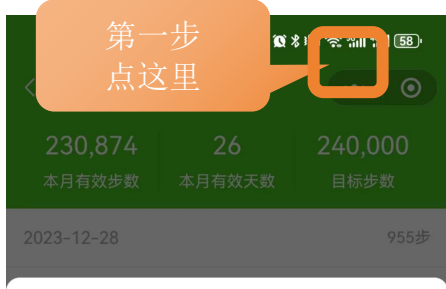 第一步
点这里
58
230,874 26 240,000
本月有效步数 本月有效天数 目标步数
2023-12-28 955步